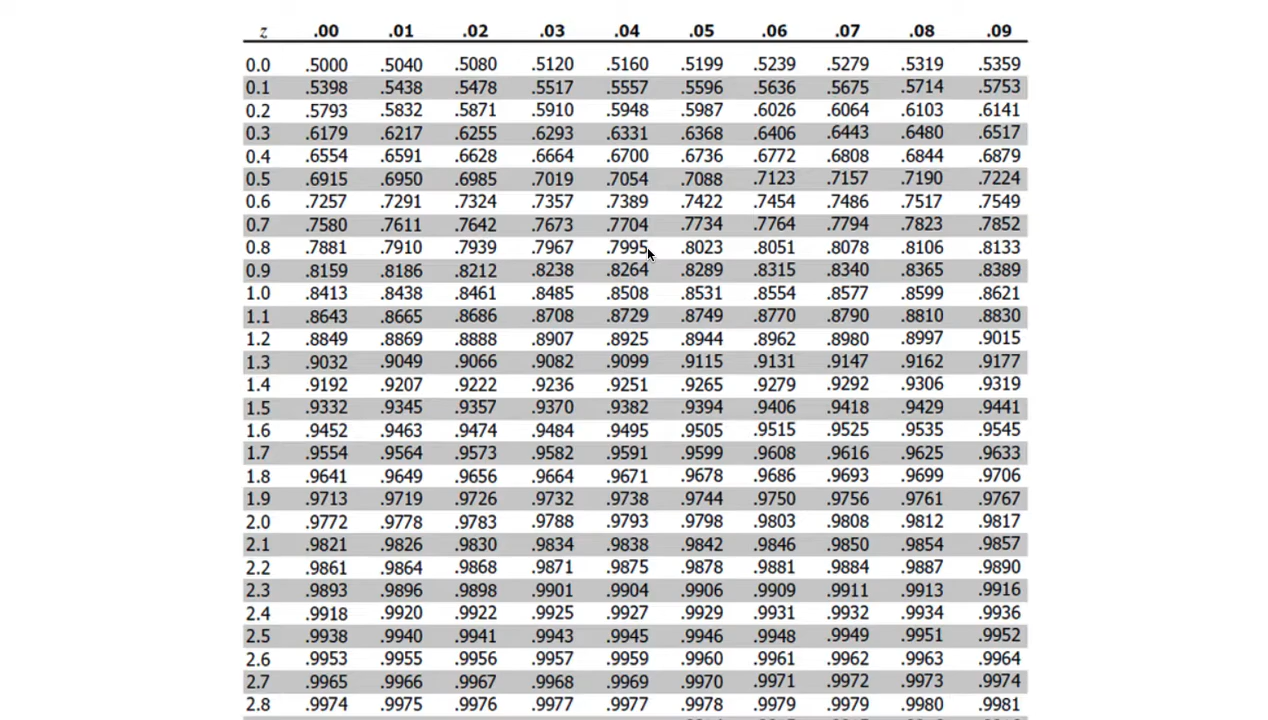 z .00 .01 .02 .03 .04 .05 .06 .07 .08 .09
0.0 .5000 .5040 .5080 .5120 .5160 .5199 .5239 .5279 .5319 .5359
0.1 .5398 .5438 .5478 .5517 .5557 .5596 .5636 .5675 .5714 .5753
0.2 .5793 .5832 .5871 .5910 .5948 .5987 .6026 .6064 .6103 .6141
0.3 .6179 .6217 .6255 .6293 .6331 .6368 .6406 .6443 .6480 .6517
0.4 .6554 .6591 .6628 .6664 .6700 .6736 .6772 .6808 .6844 .6879
0.5 .6915 .6950 .6985 .7019 .7054 .7088 .7123 .7157 .7190 .7224
0.6 .7257 .7291 .7324 .7357 .7389 .7422 .7454 .7486 .7517 .7549
0.7 .7580 .7611 .7642 .7673 .7704 .7734 .7764 .7794 .7823 .7852
0.8 .7881 .7910 .7939 .7967 .7995 .8023 .8051 .8078 .8106 .8133
0.9 .8159 .8186 .8212 .8238 .8264 .8289 .8315 .8340 .8365 .8389
1.0 .8413 .8438 .8461 .8485 .8508 .8531 .8554 .8577 .8599 .8621
1.1 .8643 .8665 .8686 .8708 .8729 .8749 .8770 .8790 .8810 .8830
1.2 .8849 .8869 .8888 .8907 .8925 .8944 .8962 .8980 .8997 .9015
1.3 .9032 .9049 .9066 .9082 .9099 .9115 .9131 .9147 .9162 .9177
1.4 .9192 .9207 .9222 .9236 .9251 .9265 .9279 .9292 .9306 .9319
1.5 .9332 .9345 .9357 .9370 .9382 .9394 .9406 .9418 .9429 .9441
1.6 .9452 .9463 .9474 .9484 .9495 .9505 .9515 .9525 .9535 .9545
1.7 .9554 .9564 .9573 .9582 .9591 .9599 .9608 .9616 .9625 .9633
1.8 .9641 .9649 .9656 .9664 .9671 .9678 .9686 .9693 .9699 .9706
1.9 .9713 .9719 .9726 .9732 .9738 .9744 .9750 .9756 .9761 .9767
2.0 .9772 .9778 .9783 .9788 .9793 .9798 .9803 .9808 .9812 .9817
2.1 .9821 .9826 .9830 .9834 .9838 .9842 .9846 .9850 .9854 .9857
2.2 .9861 .9864 .9868 .9871 .9875 .9878 .9881 .9884 .9887 .9890
2.3 .9893 .9896 .9898 .9901 .9904 .9906 .9909 .9911 .9913 .9916
2.4 .9918 .9920 .9922 .9925 .9927 .9929 .9931 .9932 .9934 .9936
2.5 .9938 .9940 .9941 .9943 .9945 .9946 .9948 .9949 .9951 .9952
2.6 .9953 .9955 .9956 .9957 .9959 .9960 .9961 .9962 .9963 .9964
2.7 .9965 .9966 .9967 .9968 .9969 .9970 .9971 .9972 .9973 .9974
2.8 .9974 .9975 .9976 .9977 .9977 .9978 .9979 .9979 .9980 .9981